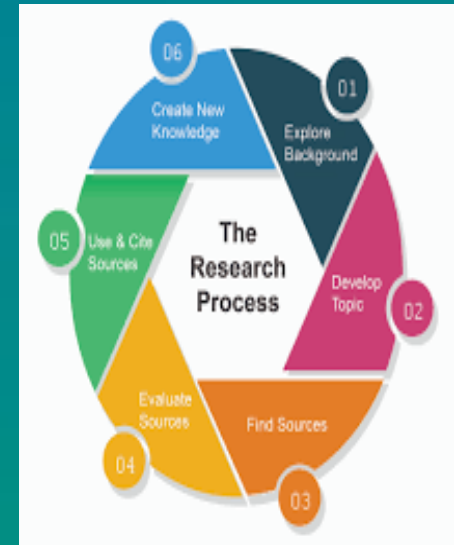 The
Research
Process
01
Explore
Background
02
Develop
Topic
03
Find Sources
04
Evaluate
Sources
05
Use & Cite
Sources
06
Create New
Knowledge